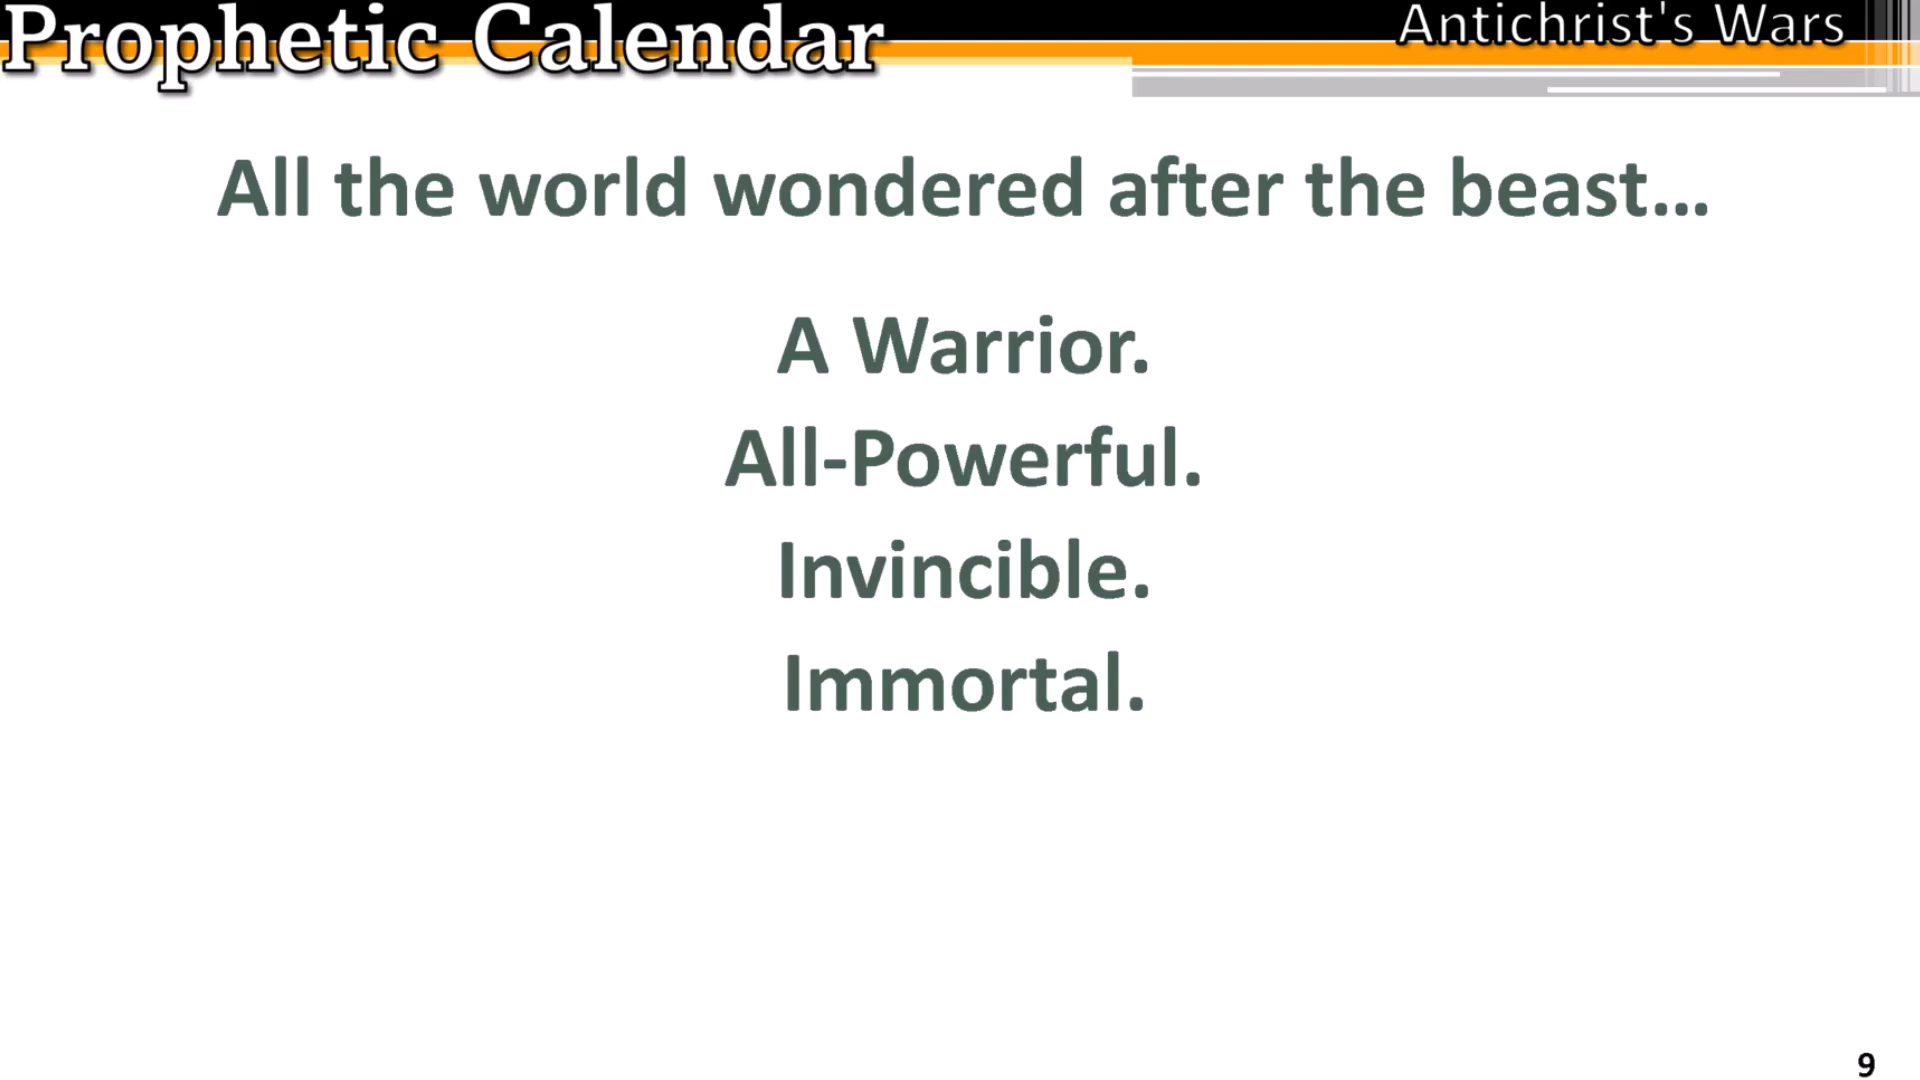 Prophetic Calendar
Antichrist's Wars
All the world wondered after the beast...
A Warrior.
All-Powerful.
Invincible.
Immortal.
9